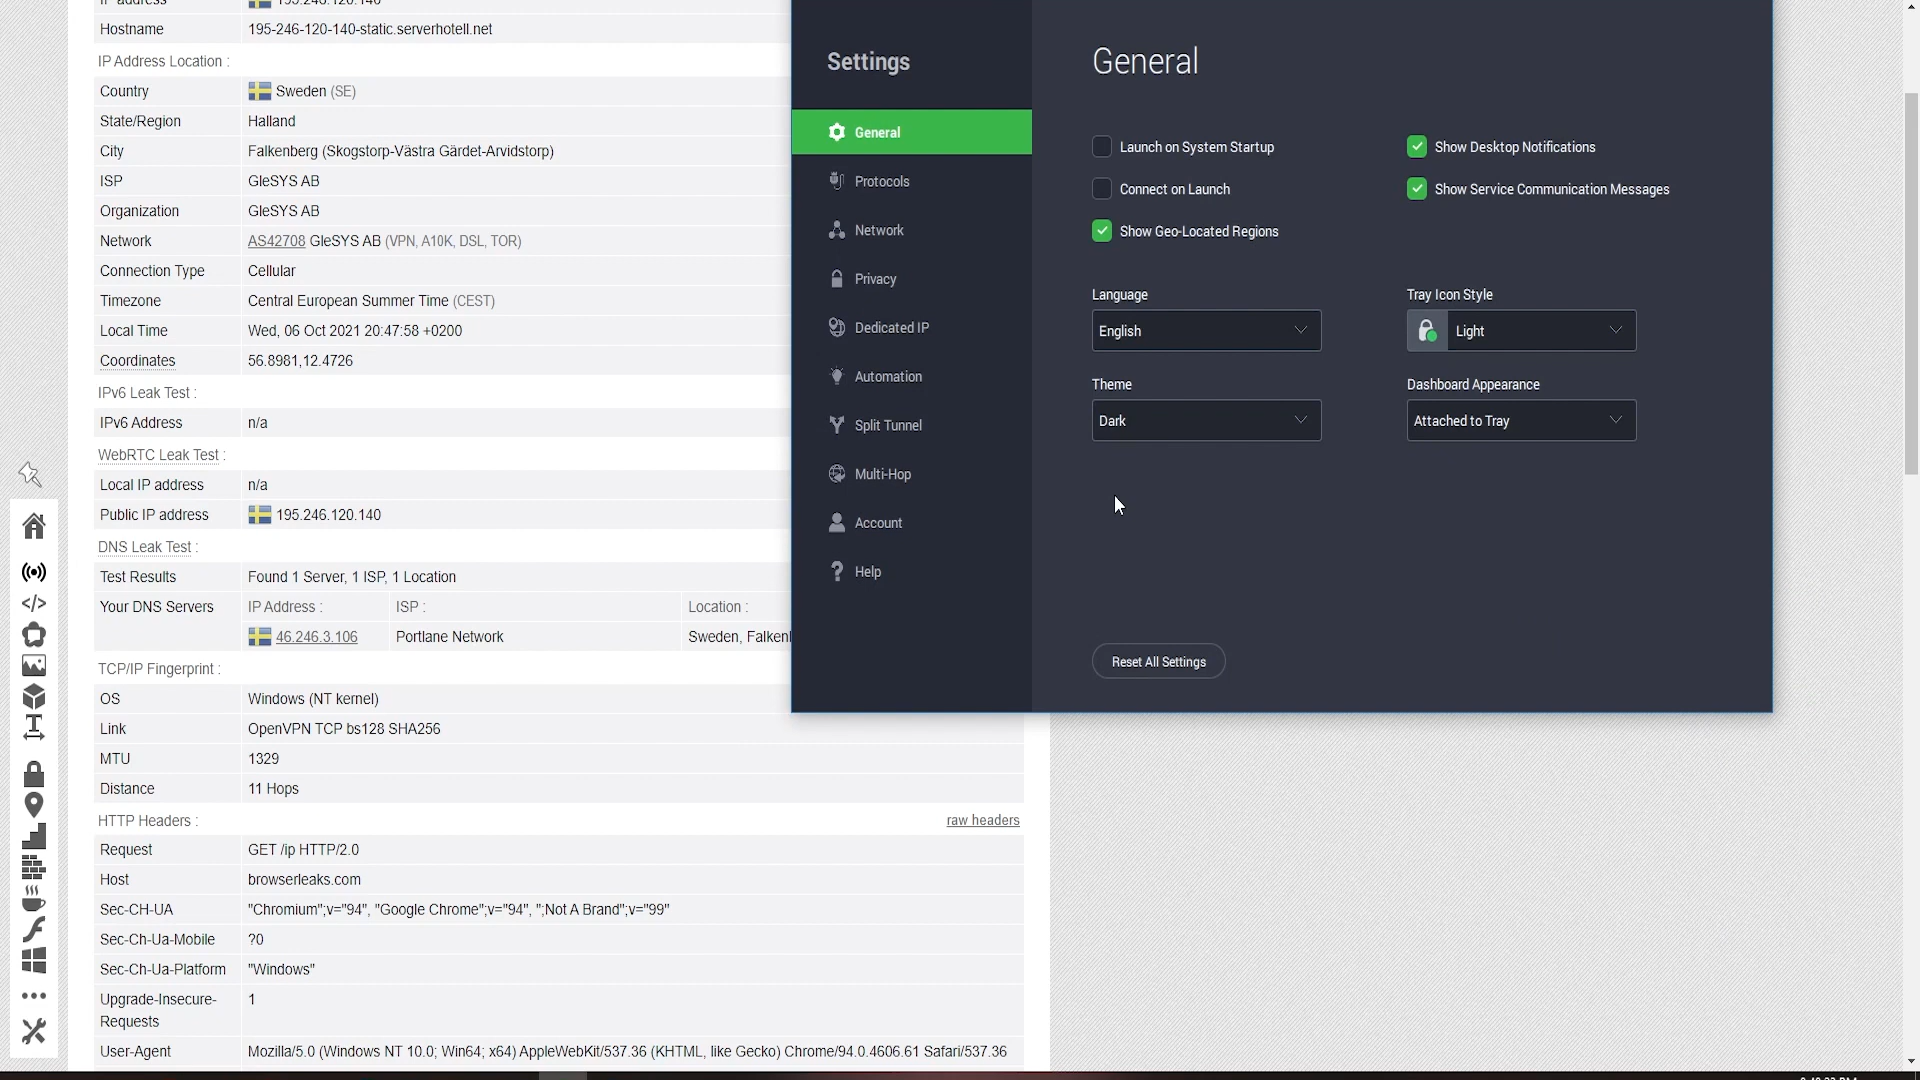 IP address 195.246.120.140
Hostname 195-246-120-140-static.serverhotell.net
IP Address Location :
Country Sweden (SE)
State/Region Halland
City Falkenberg (Skogstorp-Västra Gärdet-Arvidstorp)
ISP GleSYS AB
Organization GleSYS AB
Network AS42708 GleSYS AB (VPN, A10K, DSL, TOR)
Connection Type Cellular
Timezone Central European Summer Time (CEST)
Local Time Wed, 06 Oct 2021 20:47:58 +0200
Coordinates 56.8981,12.4726
IPv6 Leak Test :
IPv6 Address n/a
WebRTC Leak Test :
Local IP address n/a
Public IP address 195.246.120.140
DNS Leak Test :
Test Results Found 1 Server, 1 ISP, 1 Location
Your DNS Servers IP Address : ISP : Location :
46.246.3.106 Portlane Network Sweden,
TCP/IP Fingerprint :
OS Windows (NT kernel)
Link OpenVPN TCP bs128 SHA256
MTU 1329
Distance 11 Hops
HTTP Headers : raw headers
Request GET /ip HTTP/2.0
Host browserleaks.com
Sec-CH-UA "Chromium";v="94", "Google Chrome";v="94", ";Not A Brand";v="99"
Sec-Ch-Ua-Mobile ?0
Sec-Ch-Ua-Platform "Windows"
Upgrade-Insecure- 1
Requests
User-Agent Mozilla/5.0 (Windows NT 10.0; Win64; x64) AppleWebKit/537.36 (KHTML, like Gecko) Chrome/94.0.4606.61 Safari/537.36
Settings
General
Protocols
Network
Privacy
Dedicated IP
Automation
Split Tunnel
Multi-Hop
Account
Help
General
Launch on System Startup Show Desktop Notifications
Connect on Launch Show Service Communication Messages
Show Geo-Located Regions
Language Tray Icon Style
English Light
Theme Dashboard Appearance
Dark Attached to Tray
Reset All Settings